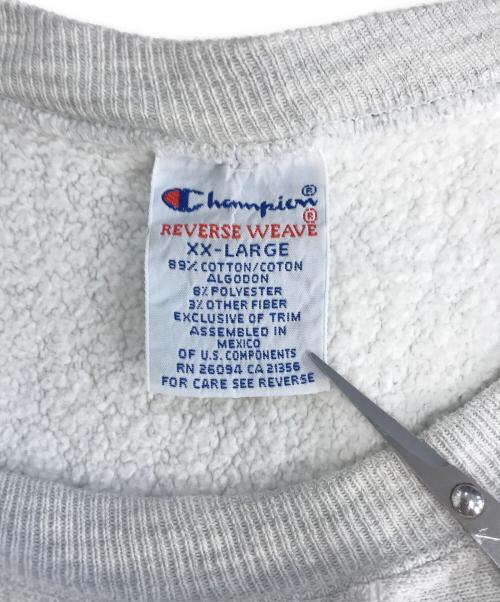 Champion®
REVERSE WEAVE®
XX-LARGE
89% COTTON/COTON
ALGODON
8% POLYESTER
3% OTHER FIBER
EXCLUSIVE OF TRIM
ASSEMBLED IN
MEXICO
OF U.S. COMPONENTS
RN 26094 CA 21356
FOR CARE SEE REVERSE